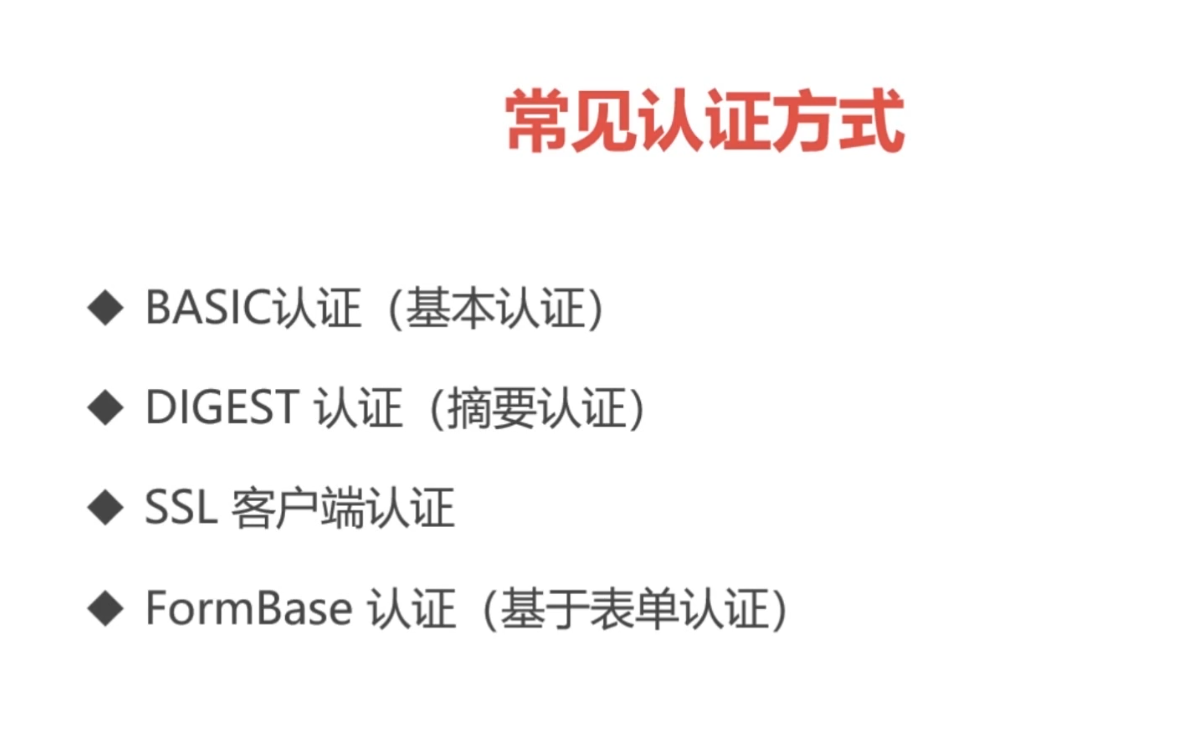 常见认证方式
◆ BASIC认证（基本认证）
◆ DIGEST 认证（摘要认证）
◆ SSL 客户端认证
◆ FormBase 认证（基于表单认证）